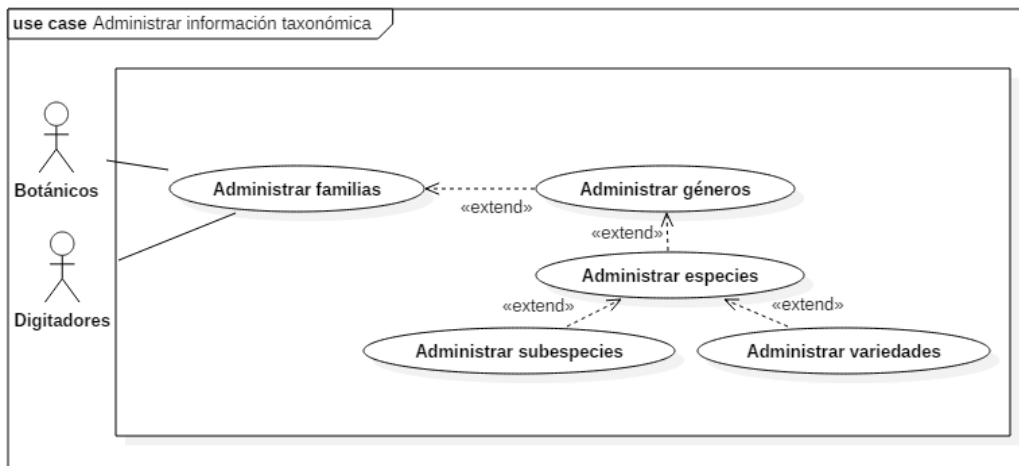 use case Administrar información taxonómica
Botánicos
Administrar familias
«extend»
Administrar géneros
«extend»
Digitadores
Administrar especies
«extend»
«extend»
Administrar subespecies
Administrar variedades